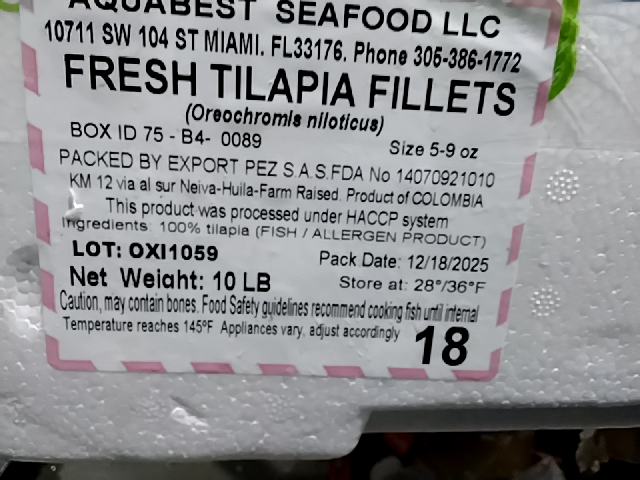 AQUABEST SEAFOOD LLC
10711 SW 104 ST MIAMI. FL33176. Phone 305-386-1772
FRESH TILAPIA FILLETS
(Oreochromis niloticus)
BOX ID 75 - B4- 0089 Size 5-9 oz
PACKED BY EXPORT PEZ S.A.S.FDA No 14070921010
KM 12 via al sur Neiva-Huila-Farm Raised. Product of COLOMBIA
This product was processed under HACCP system
Ingredients: 100% tilapia (FISH / ALLERGEN PRODUCT)
LOT: OXI1059 Pack Date: 12/18/2025
Net Weight: 10 LB Store at: 28°/36°F
Caution, may contain bones. Food Safety guidelines recommend cooking fish until internal
Temperature reaches 145ºF Appliances vary, adjust accordingly
18